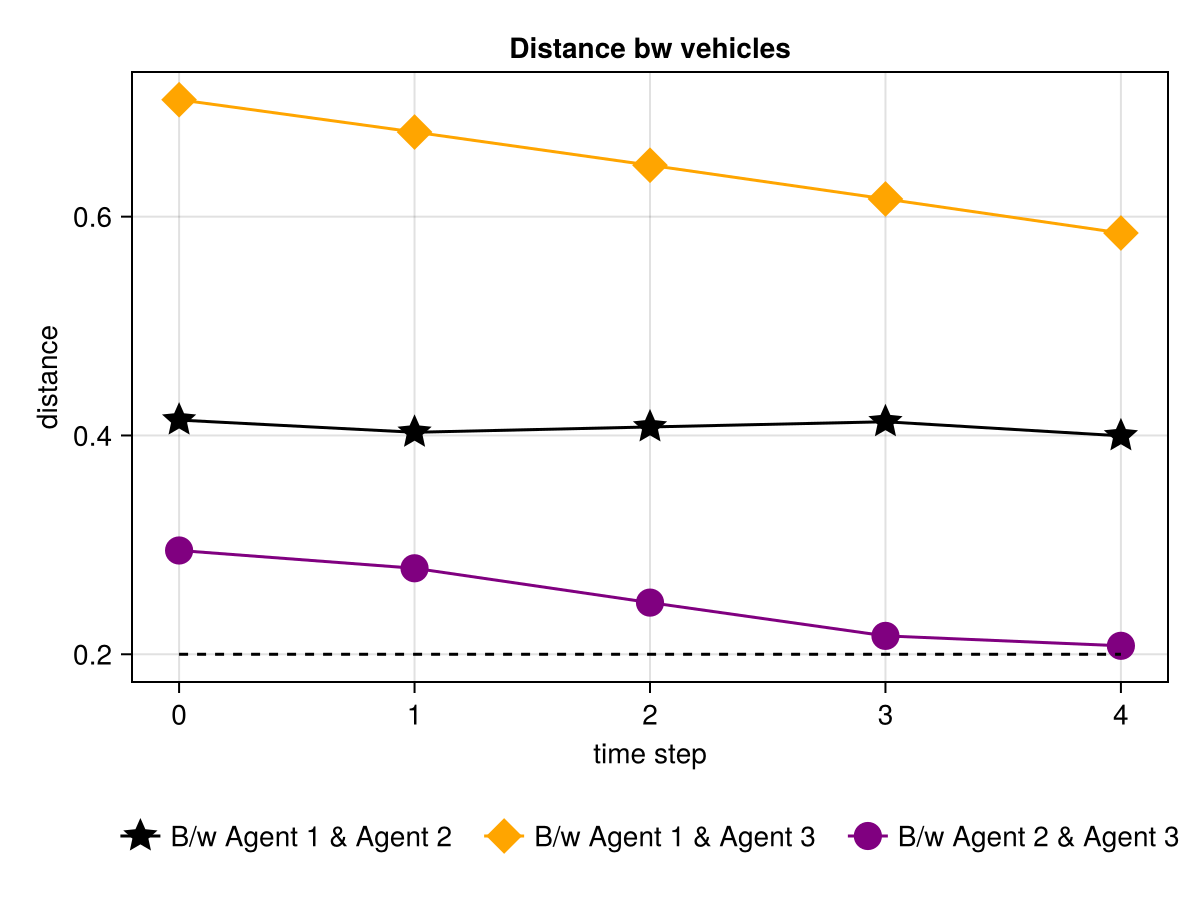 Distance bw vehicles
distance
0.6
0.4
0.2
0 1 2 3 4
time step
B/w Agent 1 & Agent 2 B/w Agent 1 & Agent 3 B/w Agent 2 & Agent 3